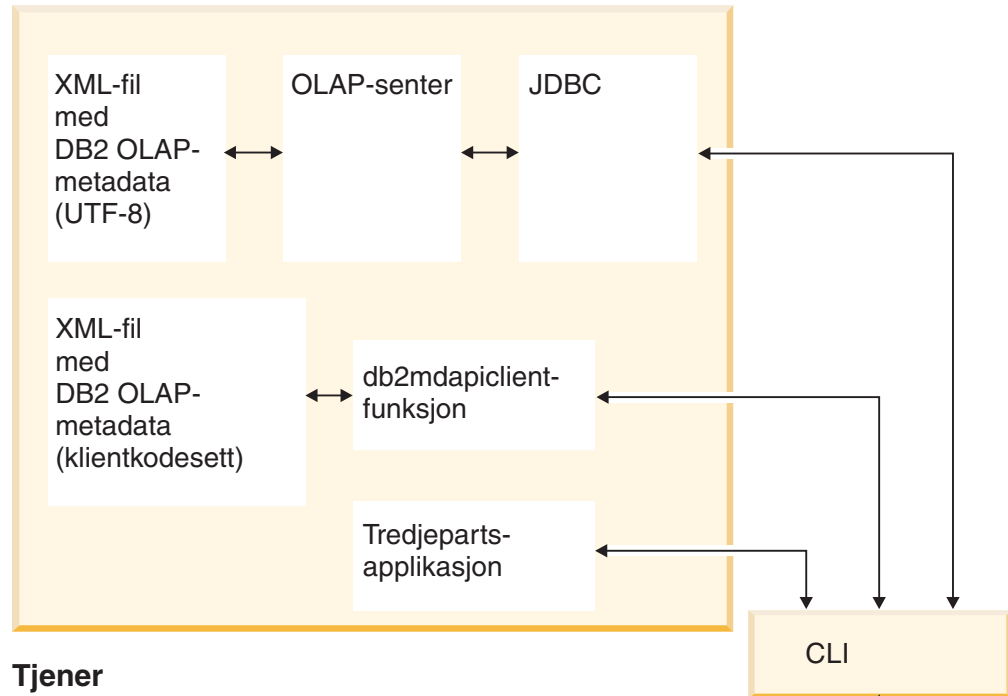 XML-fil
med
DB2 OLAP-
metadata
(UTF-8)
OLAP-senter
JDBC
XML-fil
med
DB2 OLAP-
metadata
(klientkodesett)
db2mdapiclient-
funksjon
Tredjeparts-
applikasjon
CLI
Tjener